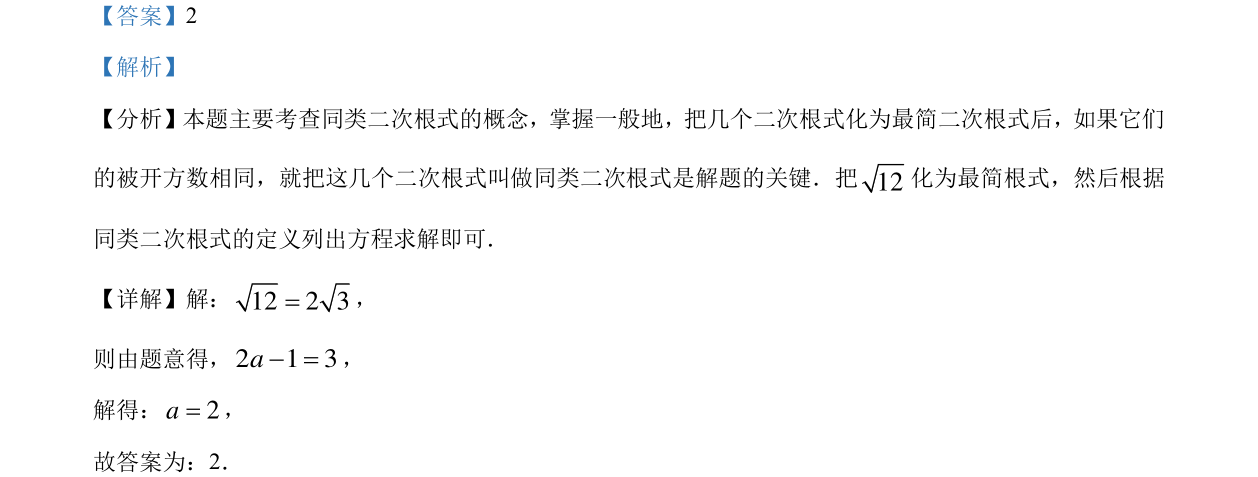 【答案】2
【解析】
【分析】本题主要考查同类二次根式的概念，掌握一般地，把几个二次根式化为最简二次根式后，如果它们
的被开方数相同，就把这几个二次根式叫做同类二次根式是解题的关键．把√12 化为最简根式，然后根据
同类二次根式的定义列出方程求解即可．
【详解】解：√12 = 2√3，
则由题意得，2a−1=3，
解得：a = 2，
故答案为：2．